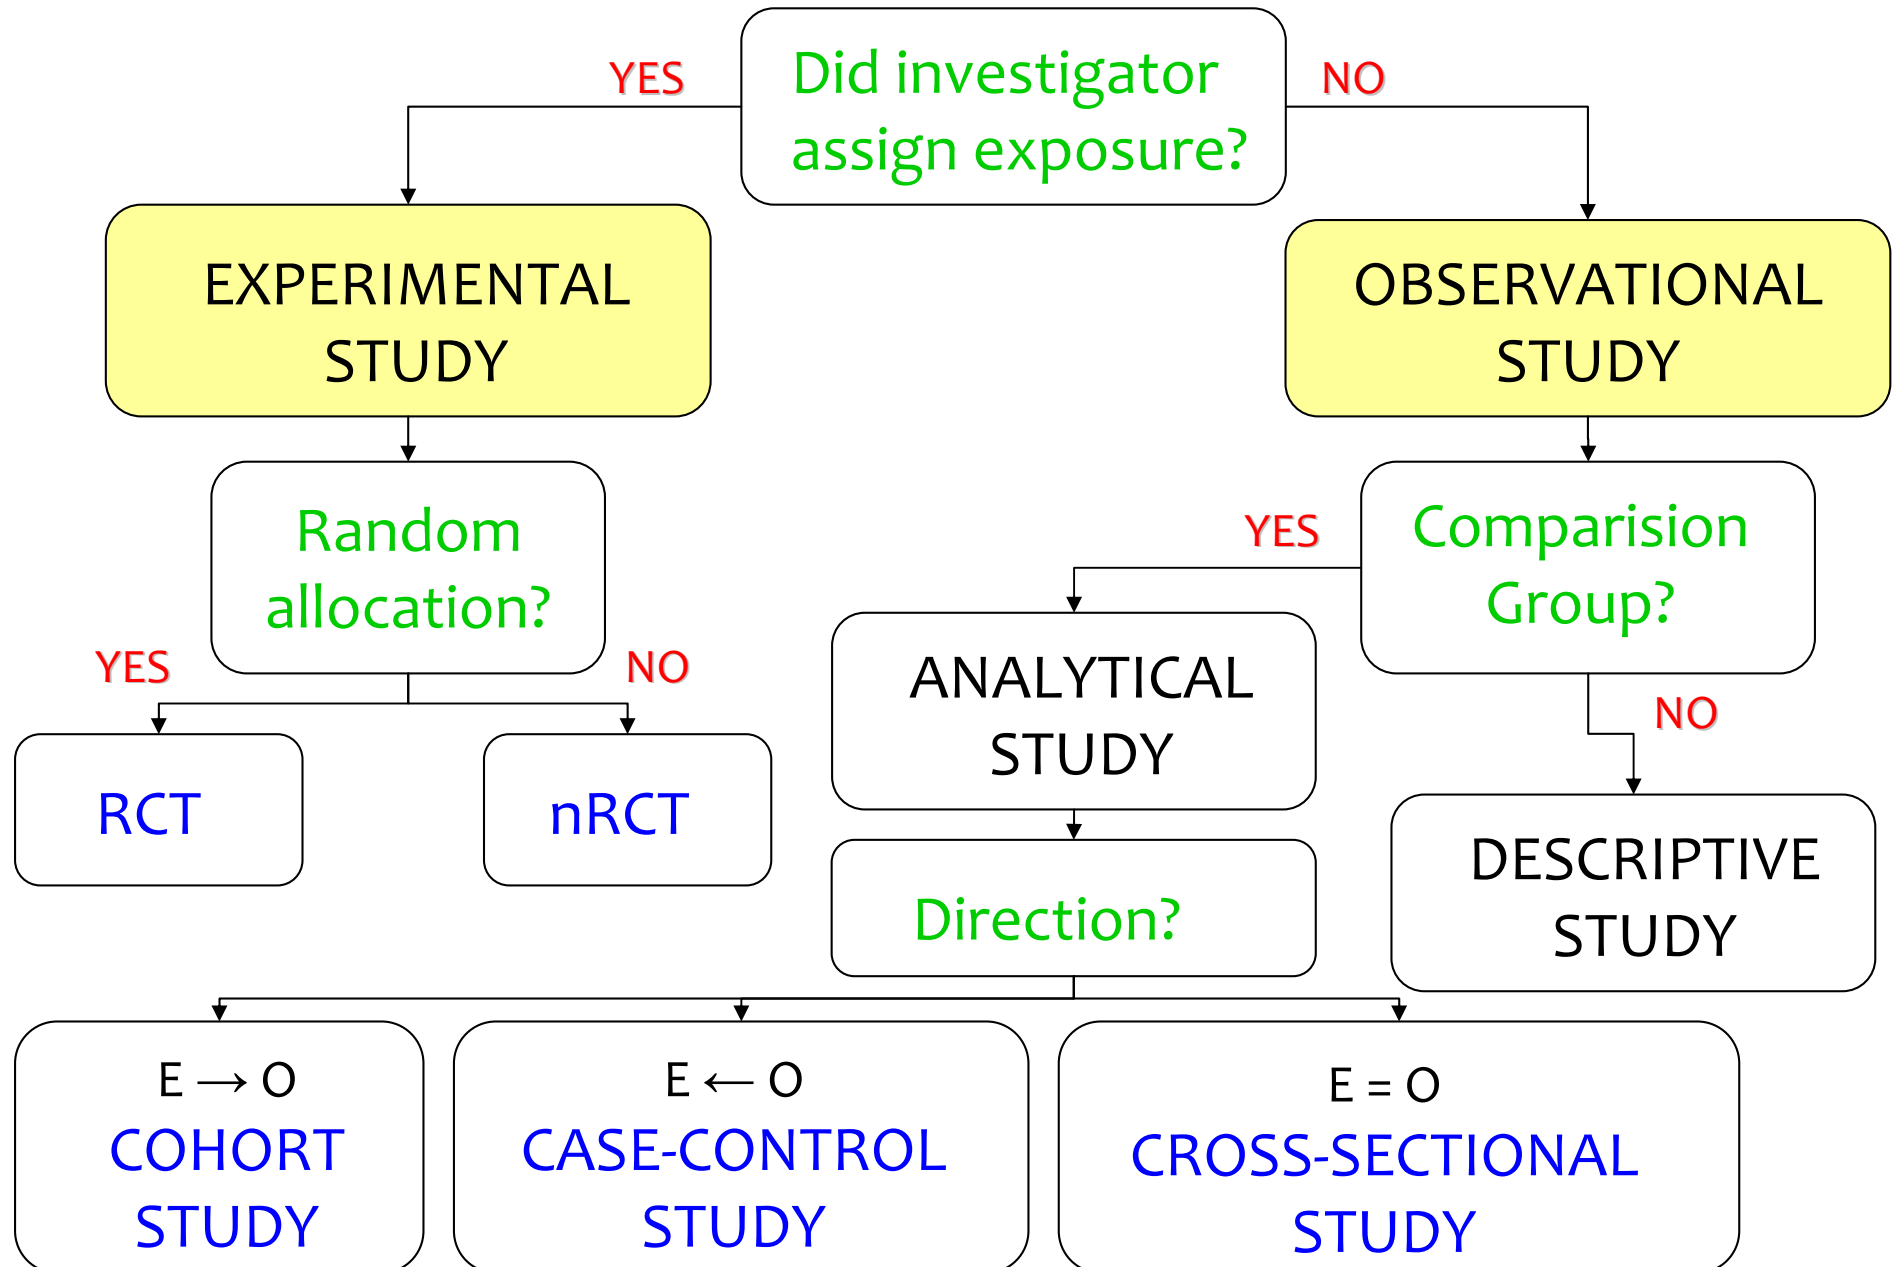 Did investigator
assign exposure?
YES
NO
EXPERIMENTAL
STUDY
OBSERVATIONAL
STUDY
Random
allocation?
YES
NO
RCT
nRCT
Comparision
Group?
YES
NO
ANALYTICAL
STUDY
DESCRIPTIVE
STUDY
Direction?
E → O
COHORT
STUDY
E ← O
CASE-CONTROL
STUDY
E = O
CROSS-SECTIONAL
STUDY